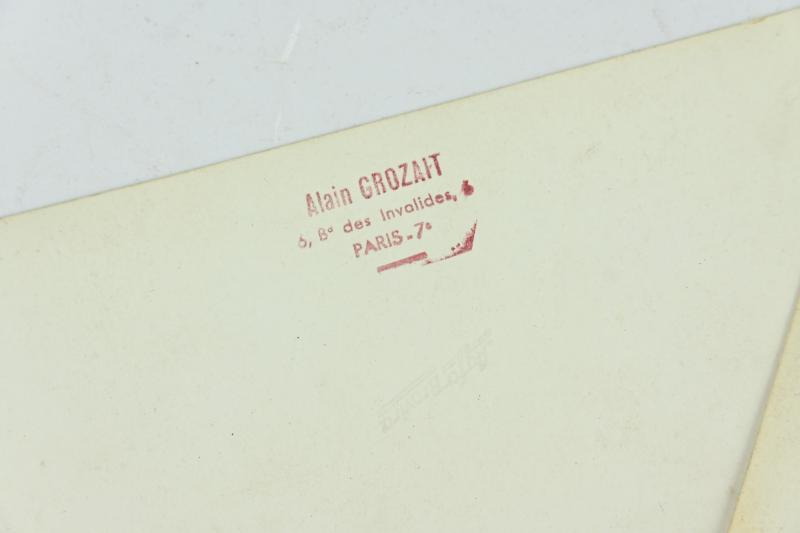 Alain GROZAIT
6, Bd des Invalides, 6
PARIS-7e